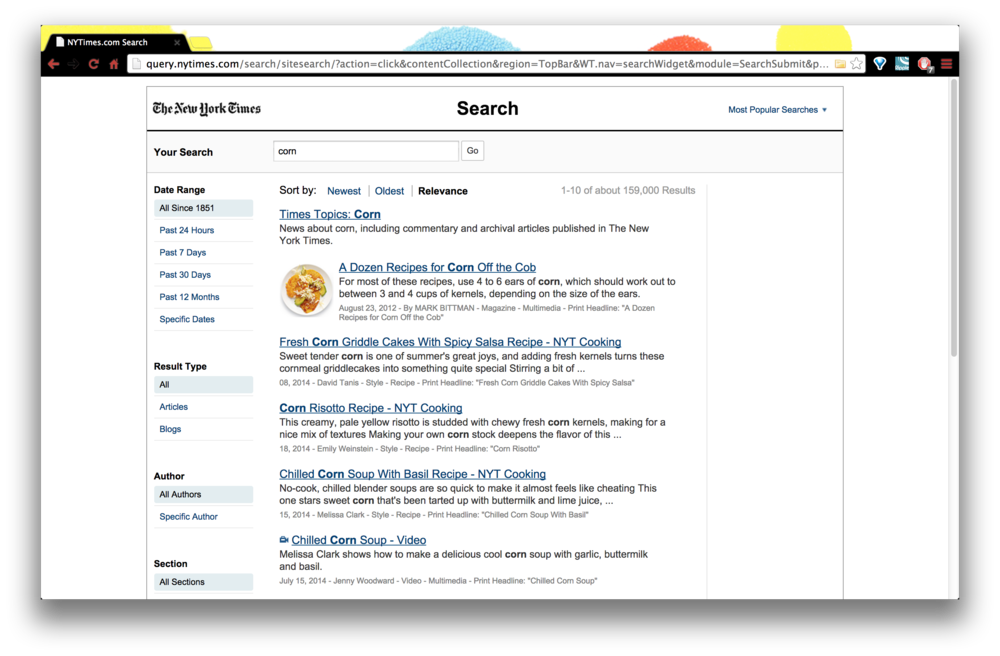 NYTimes.com Search
query.nytimes.com/search/sitesearch/?action=click&contentCollection&region=TopBar&WT.nav=searchWidget&module=SearchSubmit&p...
7
The New York Times
Search
Most Popular Searches
Your Search
corn
Go
Date Range
All Since 1851
Past 24 Hours
Past 7 Days
Past 30 Days
Past 12 Months
Specific Dates
Result Type
All
Articles
Blogs
Author
All Authors
Specific Author
Section
All Sections
Sort by: Newest | Oldest | Relevance
1-10 of about 159,000 Results
Times Topics: Corn
News about corn, including commentary and archival articles published in The New
York Times.
A Dozen Recipes for Corn Off the Cob
For most of these recipes, use 4 to 6 ears of corn, which should work out to
between 3 and 4 cups of kernels, depending on the size of the ears.
August 23, 2012 - By MARK BITTMAN - Magazine - Multimedia - Print Headline: "A Dozen
Recipes for Corn Off the Cob"
Fresh Corn Griddle Cakes With Spicy Salsa Recipe - NYT Cooking
Sweet tender corn is one of summer's great joys, and adding fresh kernels turns these
cornmeal griddlecakes into something quite special Stirring a bit of ...
08, 2014 - David Tanis - Style - Recipe - Print Headline: "Fresh Corn Griddle Cakes With Spicy Salsa"
Corn Risotto Recipe - NYT Cooking
This creamy, pale yellow risotto is studded with chewy fresh corn kernels, making for a
nice mix of textures Making your own corn stock deepens the flavor of this ...
18, 2014 - Emily Weinstein - Style - Recipe - Print Headline: "Corn Risotto"
Chilled Corn Soup With Basil Recipe - NYT Cooking
No-cook, chilled blender soups are so quick to make it almost feels like cheating This
one stars sweet corn that's been tarted up with buttermilk and lime juice, ...
15, 2014 - Melissa Clark - Style - Recipe - Print Headline: "Chilled Corn Soup With Basil"
Chilled Corn Soup - Video
Melissa Clark shows how to make a delicious cool corn soup with garlic, buttermilk
and basil.
July 15, 2014 - Jenny Woodward - Video - Multimedia - Print Headline: "Chilled Corn Soup"